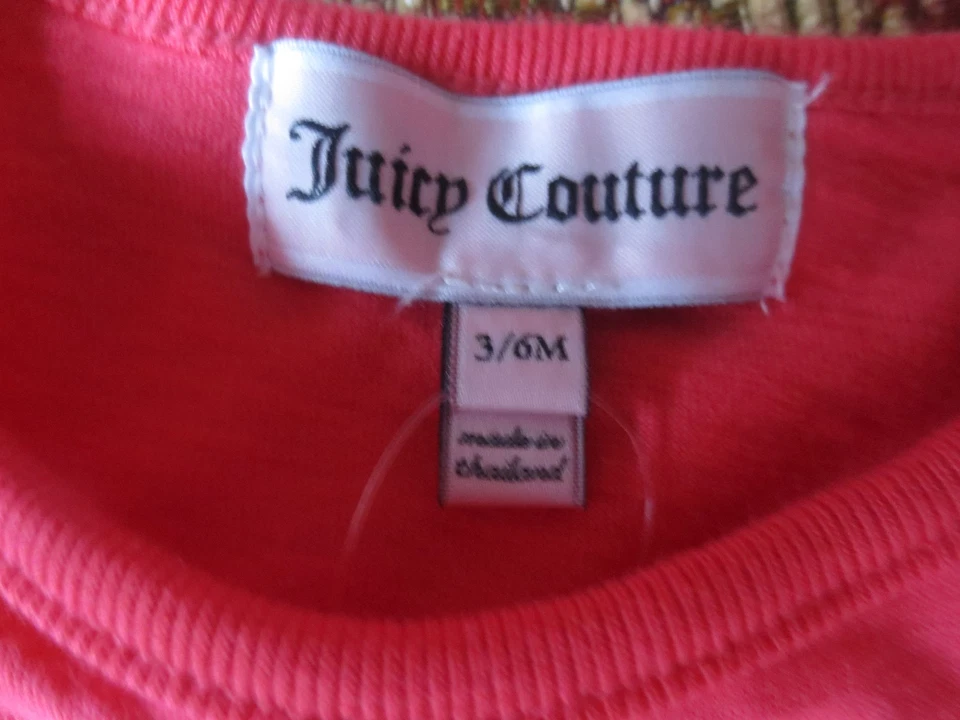 Juicy Couture
3/6M
made in
thailand